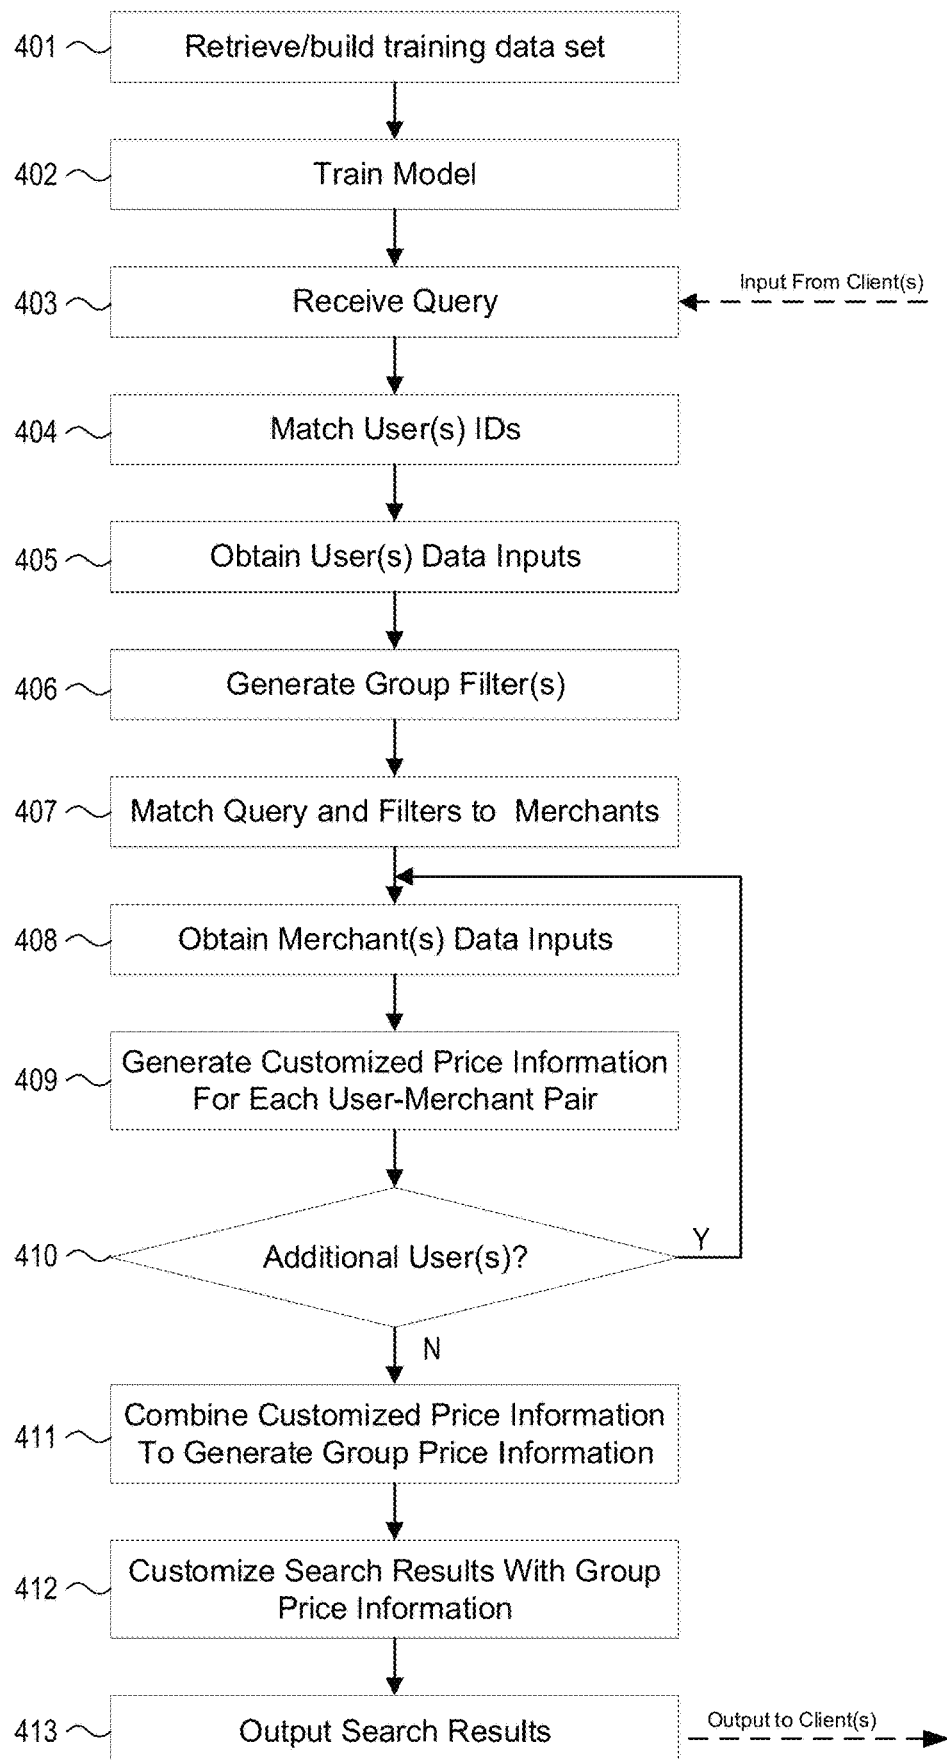 401 Retrieve/build training data set
402 Train Model
403 Receive Query
Input From Client(s)
404 Match User(s) IDs
405 Obtain User(s) Data Inputs
406 Generate Group Filter(s)
407 Match Query and Filters to Merchants
408 Obtain Merchant(s) Data Inputs
409 Generate Customized Price Information
For Each User-Merchant Pair
410 Additional User(s)?
Y
N
411 Combine Customized Price Information
To Generate Group Price Information
412 Customize Search Results With Group
Price Information
413 Output Search Results
Output to Client(s)